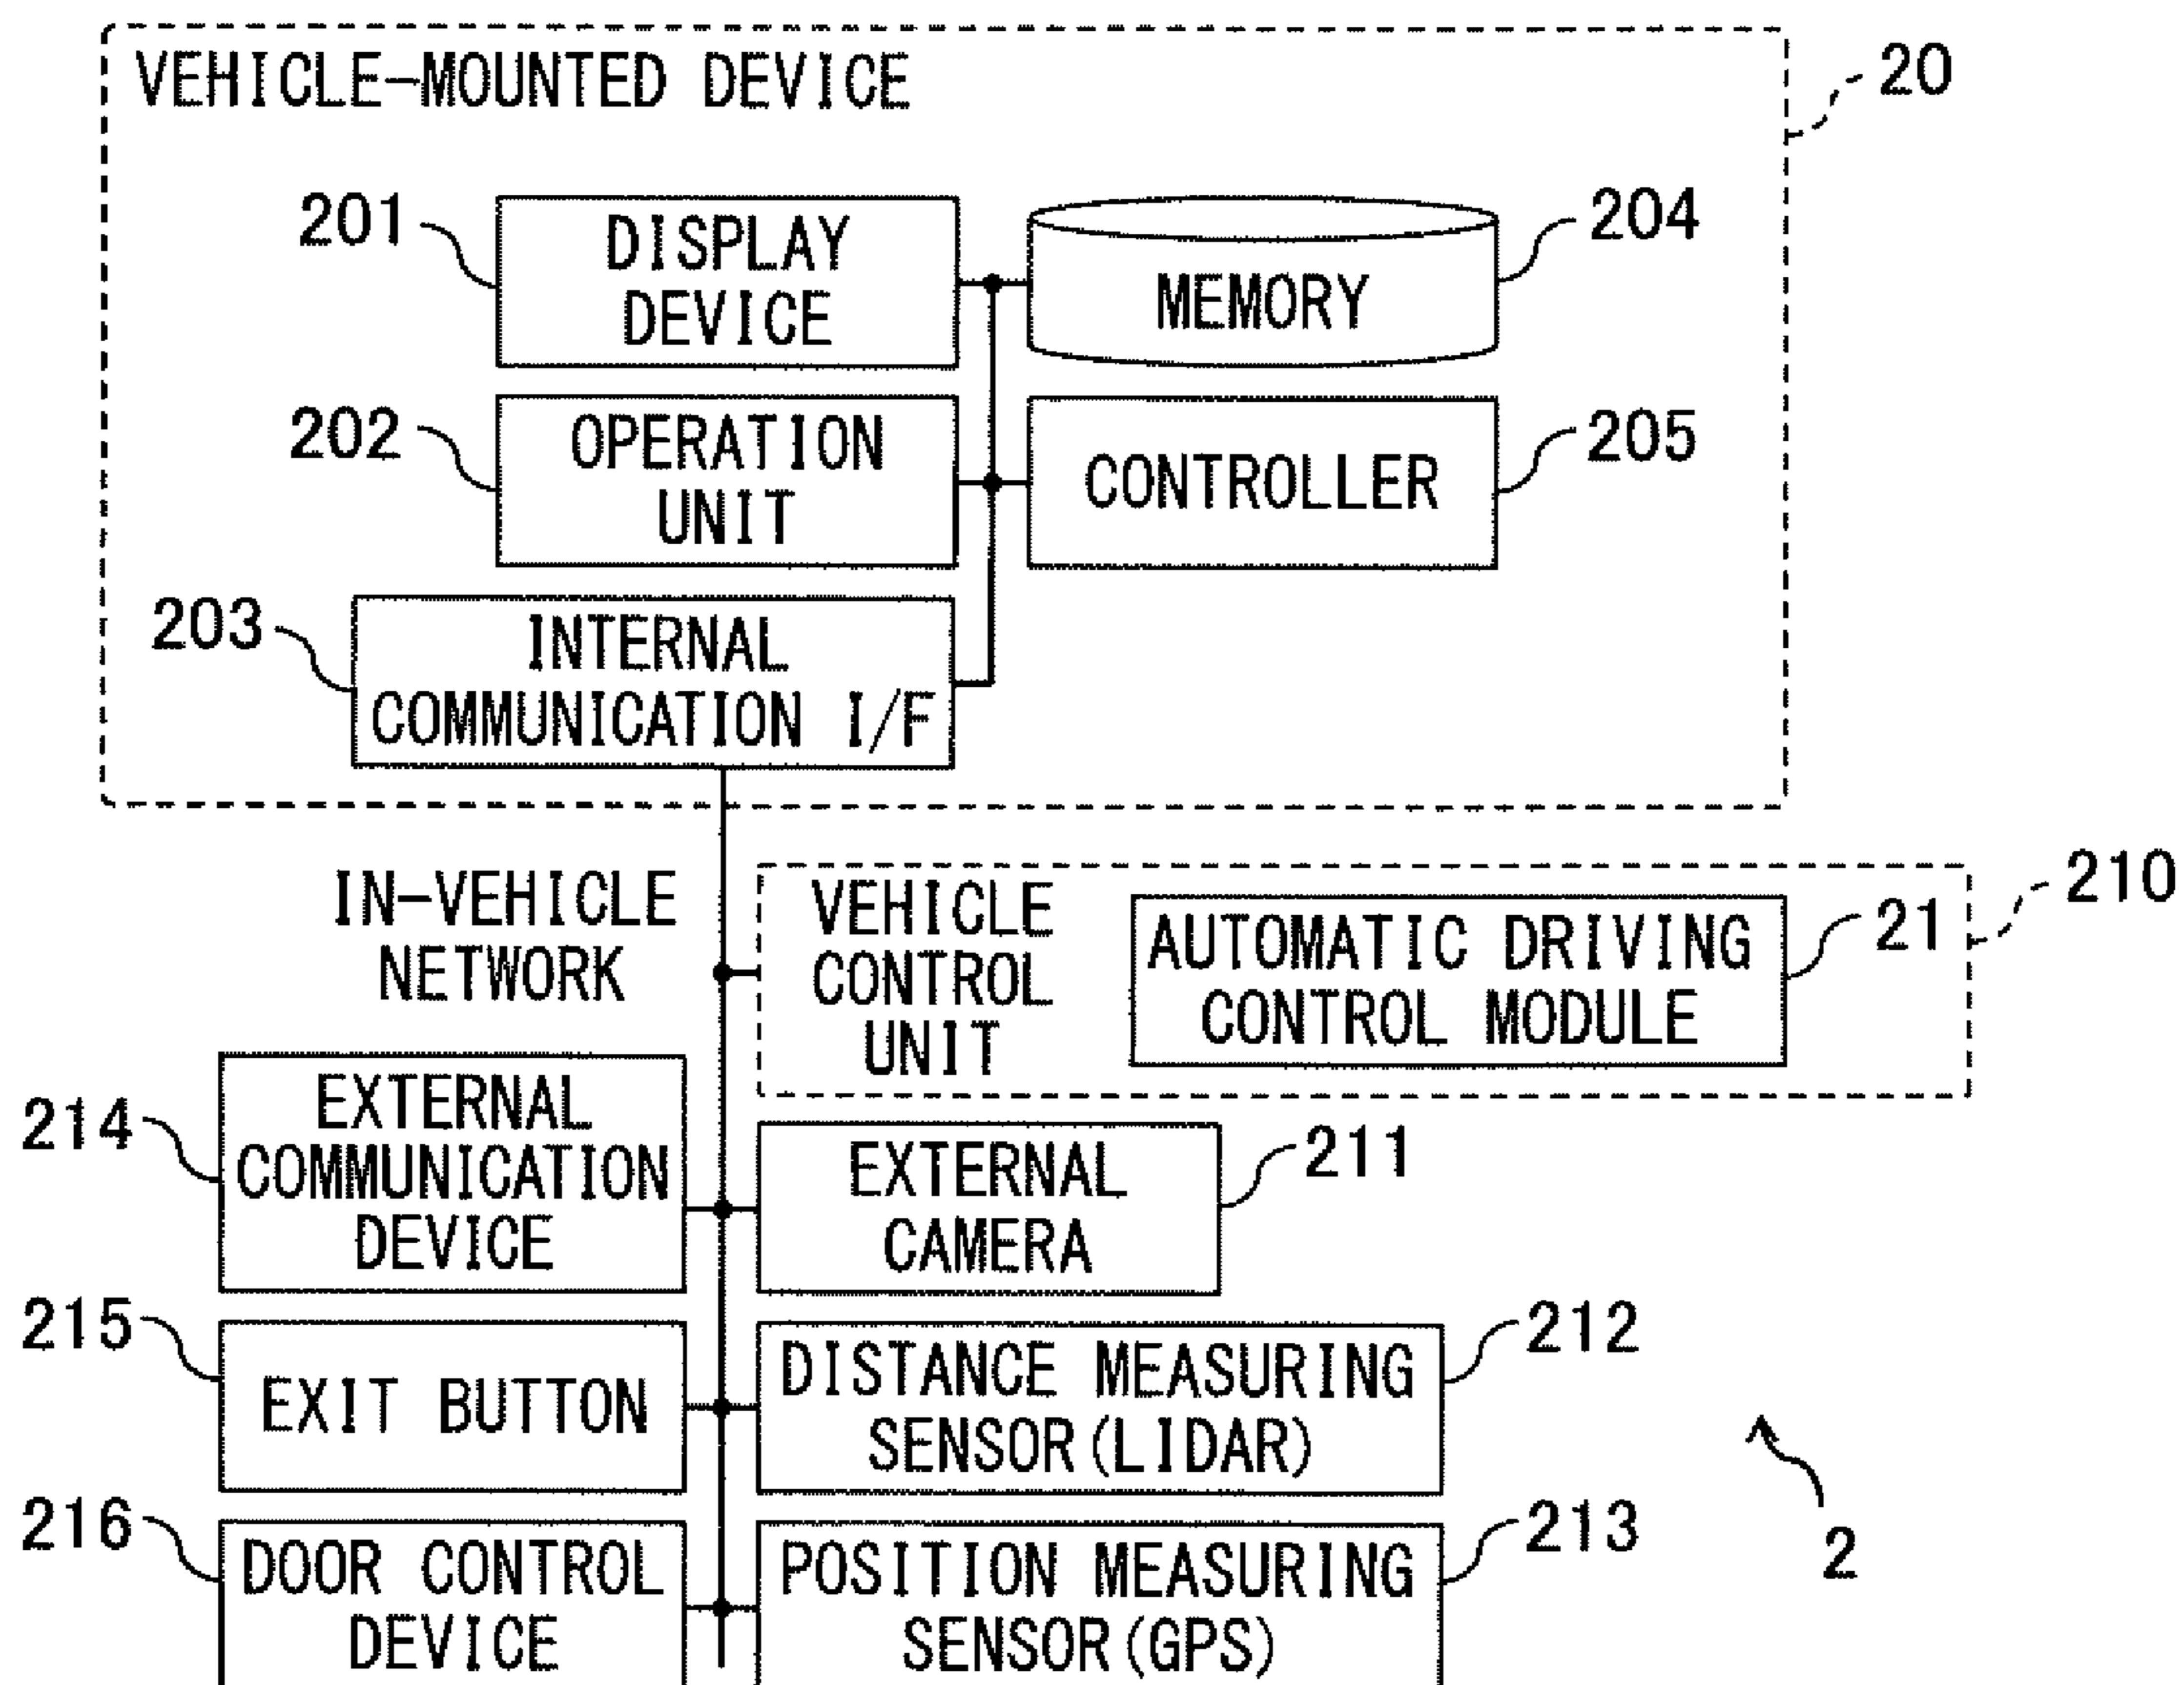 VEHICLE-MOUNTED DEVICE
20
201
DISPLAY
DEVICE
204
MEMORY
202
OPERATION
UNIT
205
CONTROLLER
203
INTERNAL
COMMUNICATION I/F
IN-VEHICLE
NETWORK
VEHICLE
CONTROL
UNIT
AUTOMATIC DRIVING
CONTROL MODULE
21
210
214
EXTERNAL
COMMUNICATION
DEVICE
EXTERNAL
CAMERA
211
215
EXIT BUTTON
DISTANCE MEASURING
SENSOR(LIDAR)
212
216
DOOR CONTROL
DEVICE
POSITION MEASURING
SENSOR(GPS)
213
2